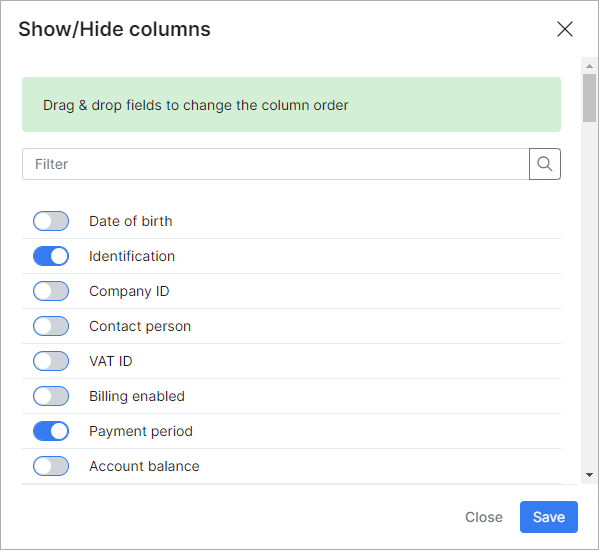 Show/Hide columns
Drag & drop fields to change the column order
Filter
Date of birth
Identification
Company ID
Contact person
VAT ID
Billing enabled
Payment period
Account balance
Close
Save